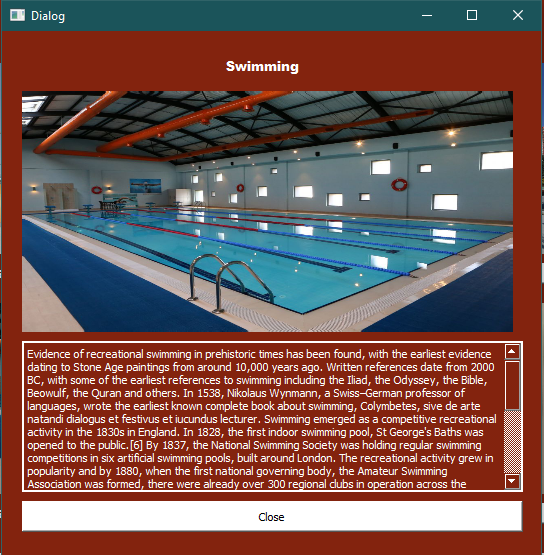 Dialog
Swimming
Evidence of recreational swimming in prehistoric times has been found, with the earliest evidence
dating to Stone Age paintings from around 10,000 years ago. Written references date from 2000
BC, with some of the earliest references to swimming including the Iliad, the Odyssey, the Bible,
Beowulf, the Quran and others. In 1538, Nikolaus Wynmann, a Swiss–German professor of
languages, wrote the earliest known complete book about swimming, Colymbetes, sive de arte
natandi dialogus et festivus et iucundus lecturer. Swimming emerged as a competitive recreational
activity in the 1830s in England. In 1828, the first indoor swimming pool, St George's Baths was
opened to the public.[6] By 1837, the National Swimming Society was holding regular swimming
competitions in six artificial swimming pools, built around London. The recreational activity grew in
popularity and by 1880, when the first national governing body, the Amateur Swimming
Association was formed, there were already over 300 regional clubs in operation across the
Close